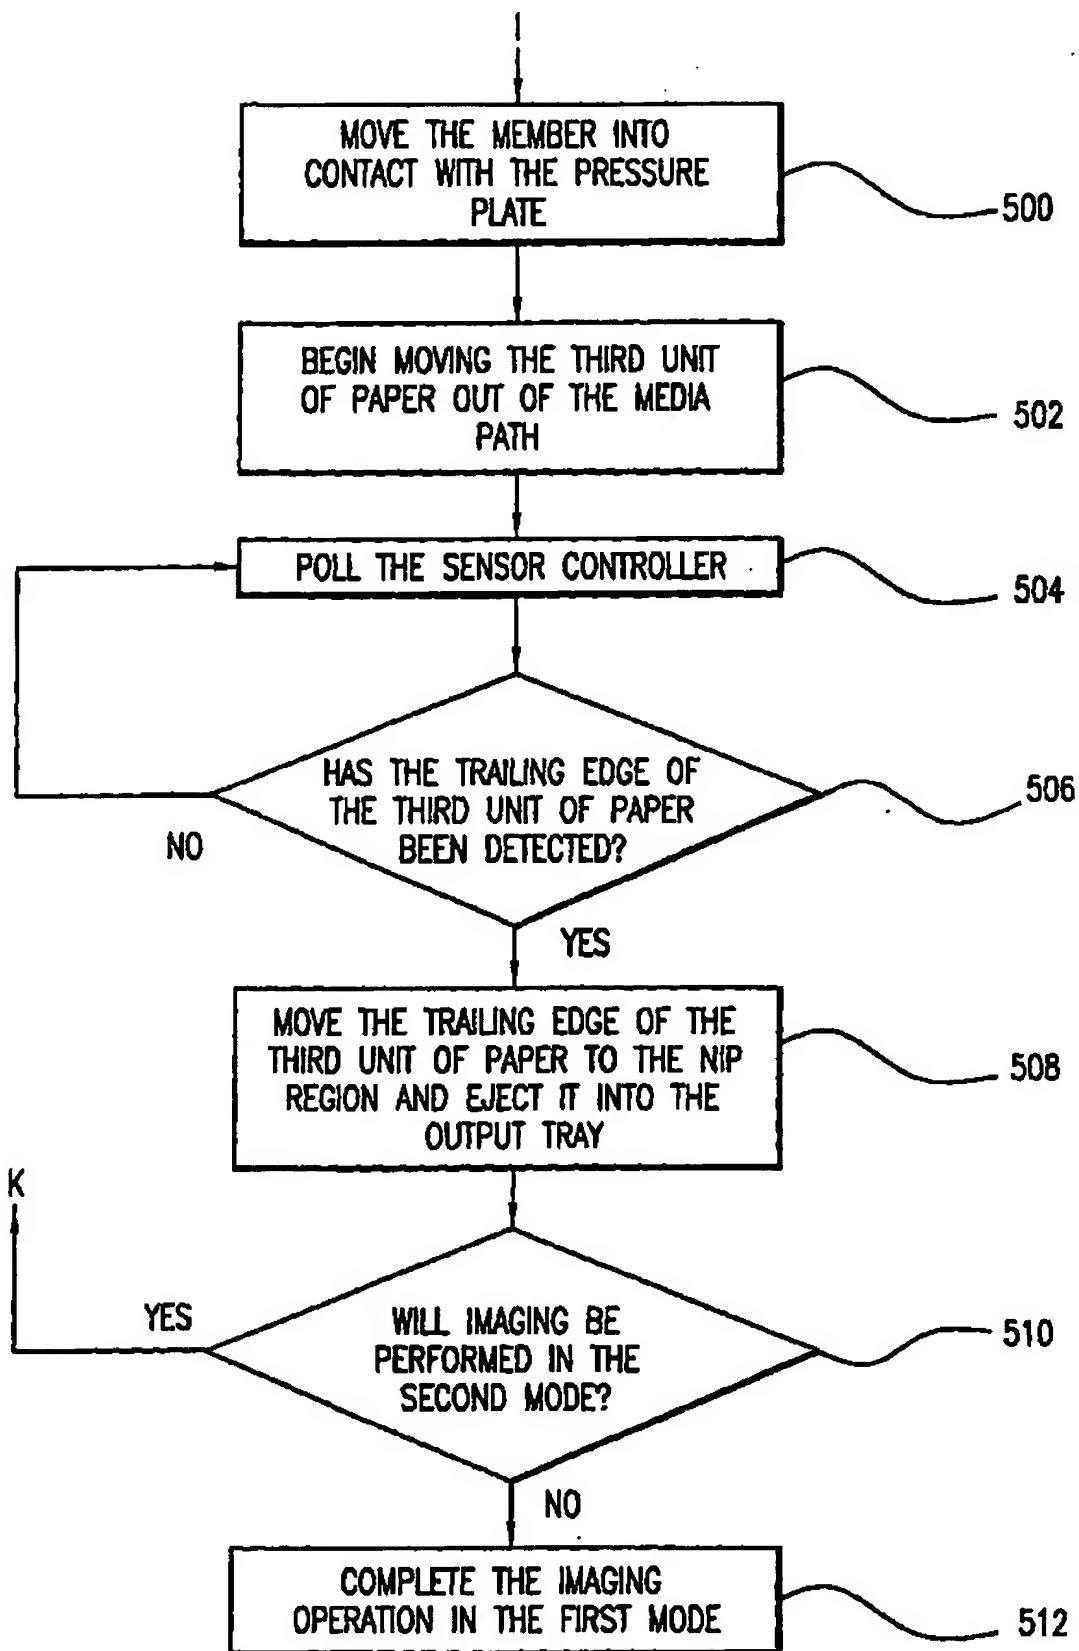 MOVE THE MEMBER INTO
CONTACT WITH THE PRESSURE
PLATE
500
BEGIN MOVING THE THIRD UNIT
OF PAPER OUT OF THE MEDIA
PATH
502
POLL THE SENSOR CONTROLLER
504
HAS THE TRAILING EDGE OF
THE THIRD UNIT OF PAPER
BEEN DETECTED?
506
NO
YES
MOVE THE TRAILING EDGE OF THE
THIRD UNIT OF PAPER TO THE NIP
REGION AND EJECT IT INTO THE
OUTPUT TRAY
508
K
YES
WILL IMAGING BE
PERFORMED IN THE
SECOND MODE?
510
NO
COMPLETE THE IMAGING
OPERATION IN THE FIRST MODE
512